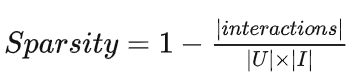 Sparsity = 1 − |interactions| / |U|×|I|